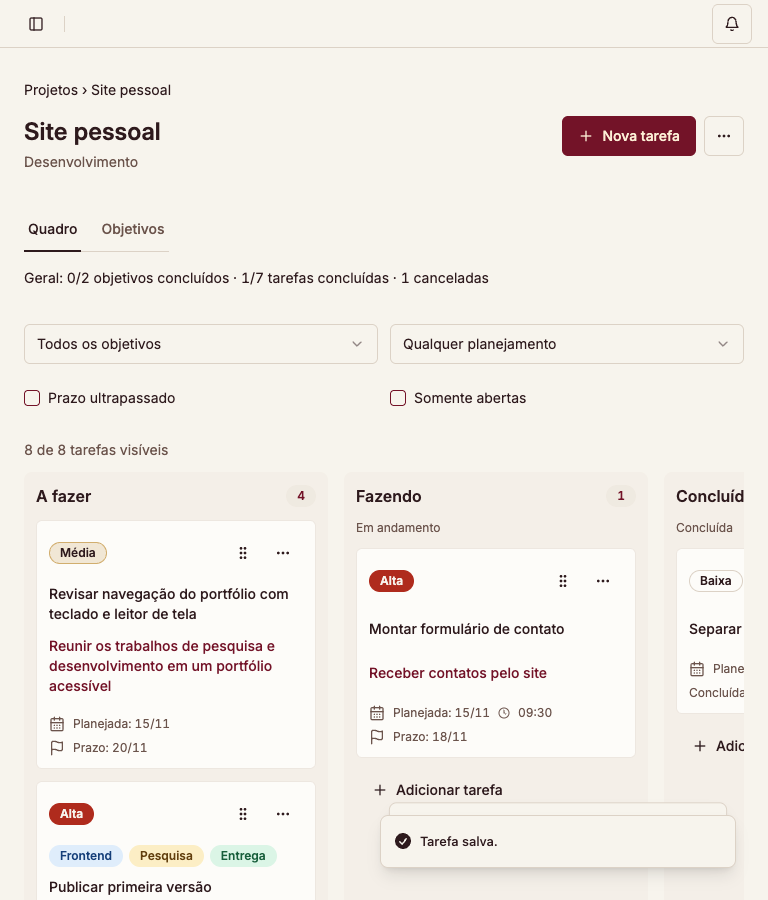 Projetos › Site pessoal
Site pessoal
Desenvolvimento
Nova tarefa
Quadro
Objetivos
Geral: 0/2 objetivos concluídos · 1/7 tarefas concluídas · 1 canceladas
Todos os objetivos
Qualquer planejamento
Prazo ultrapassado
Somente abertas
8 de 8 tarefas visíveis
A fazer
4
Média
Revisar navegação do portfólio com
teclado e leitor de tela
Reunir os trabalhos de pesquisa e
desenvolvimento em um portfólio
acessível
Planejada: 15/11
Prazo: 20/11
Alta
Frontend
Pesquisa
Entrega
Publicar primeira versão
Fazendo
1
Em andamento
Alta
Montar formulário de contato
Receber contatos pelo site
Planejada: 15/11
09:30
Prazo: 18/11
Adicionar tarefa
Concluíd
Concluída
Baixa
Separar
Plane
Concluída
Adic
Tarefa salva.